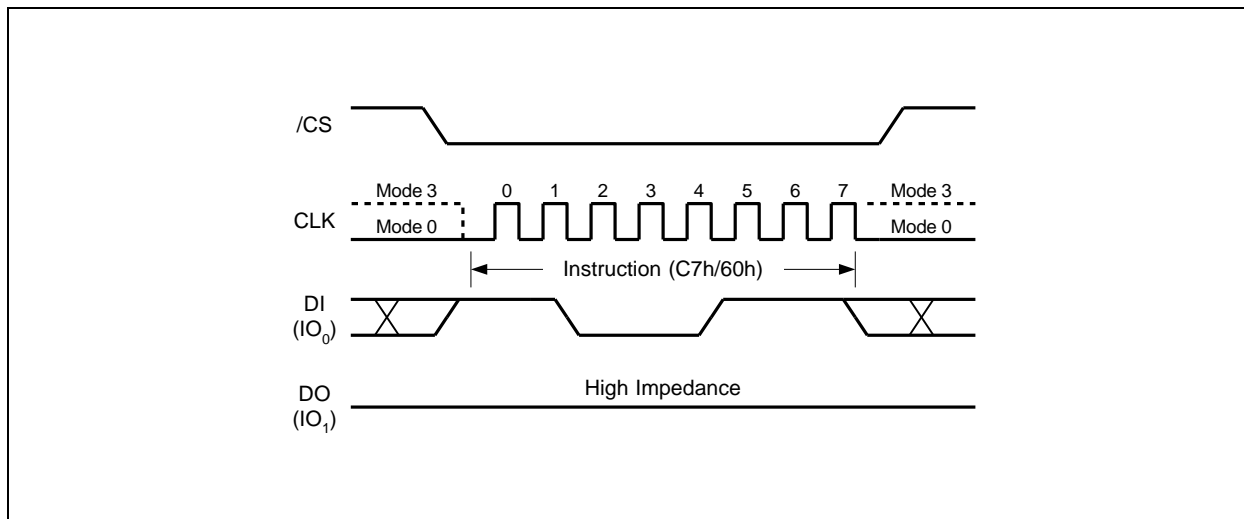 /CS
Mode 3
0 1 2 3 4 5 6 7
Mode 3
CLK
Mode 0
Mode 0
Instruction (C7h/60h)
DI
(IO0)
High Impedance
DO
(IO1)